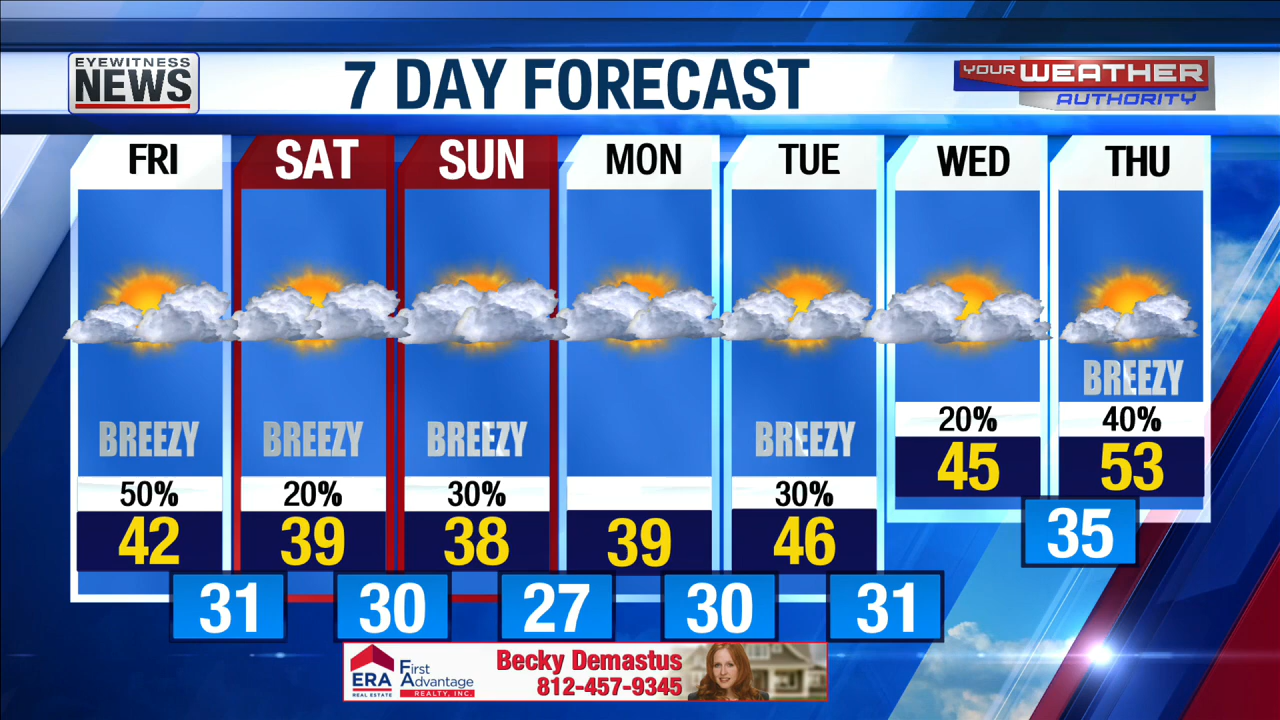 EYEWITNESS
NEWS
7 DAY FORECAST
YOUR WEATHER
AUTHORITY
FRI
SAT
SUN
MON
TUE
WED
THU
BREEZY
BREEZY
BREEZY
BREEZY
BREEZY
50%
20%
30%
30%
20%
40%
42
39
38
39
46
45
53
31
30
27
30
31
35
ERA
REAL ESTATE
First
Advantage
REALTY, INC.
Becky Demastus
812-457-9345